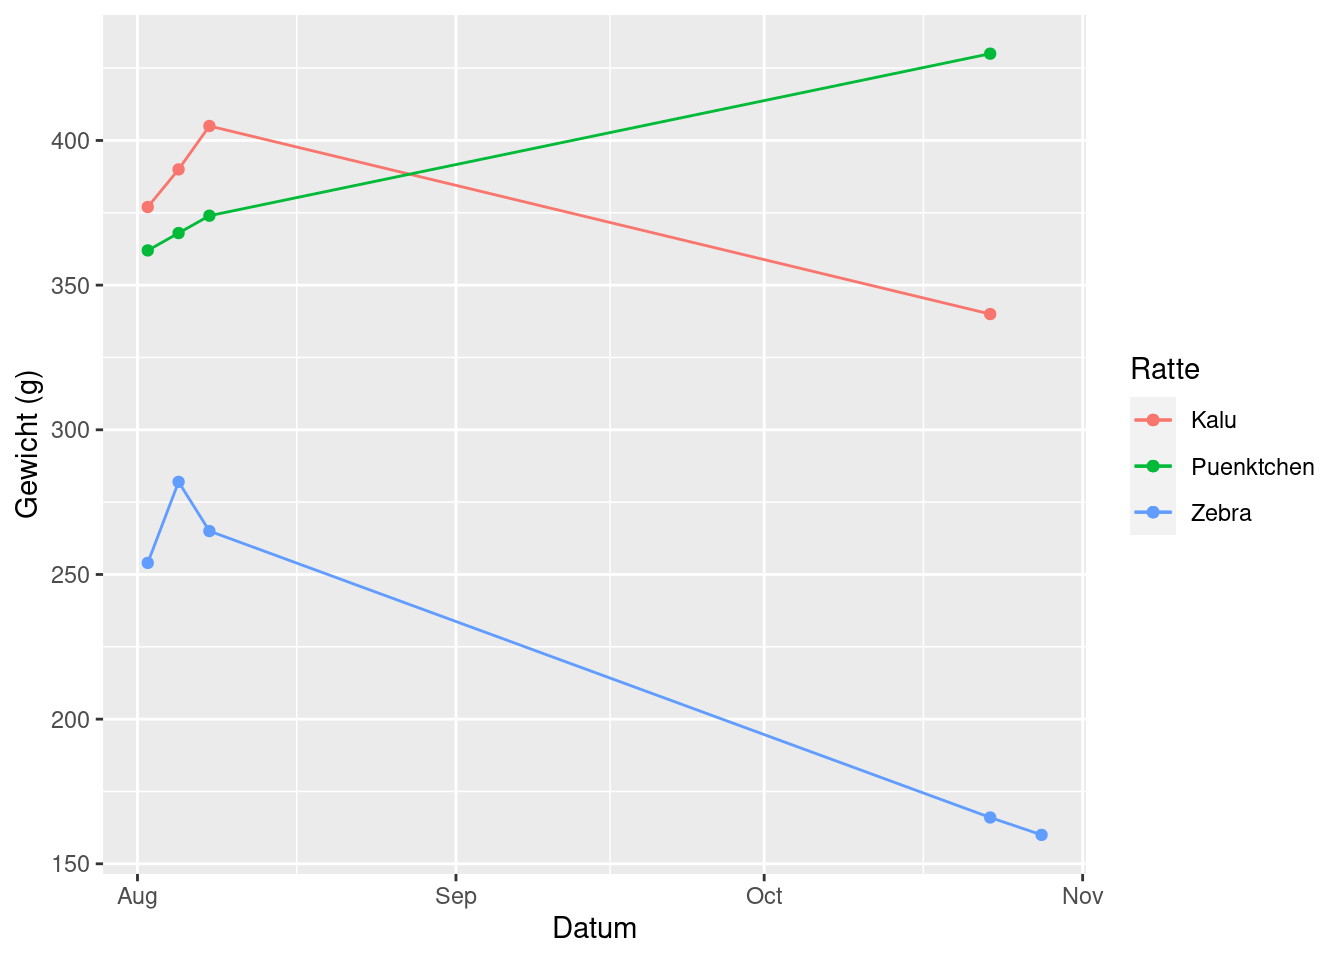 400
350
300
250
200
150
Gewicht (g)
Aug Sep Oct Nov
Datum
Ratte
Kalu
Puenktchen
Zebra